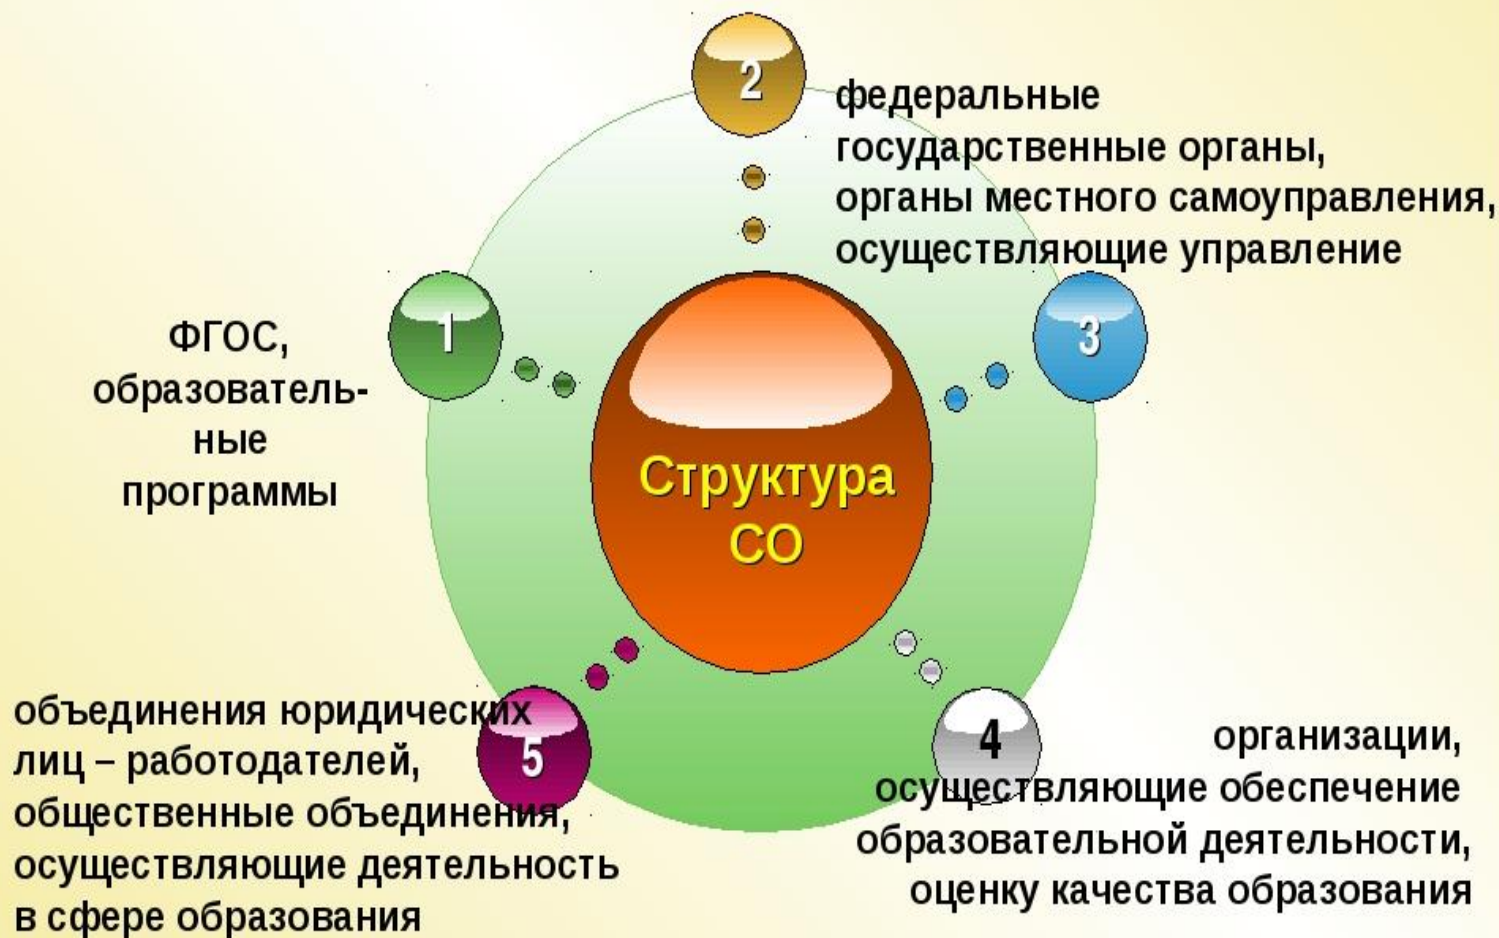 2
федеральные
государственные органы,
органы местного самоуправления,
осуществляющие управление
1
ФГОС,
образователь-
ные
программы
3
Структура
СО
5
объединения юридических
лиц – работодателей,
общественные объединения,
осуществляющие деятельность
в сфере образования
4
организации,
осуществляющие обеспечение
образовательной деятельности,
оценку качества образования